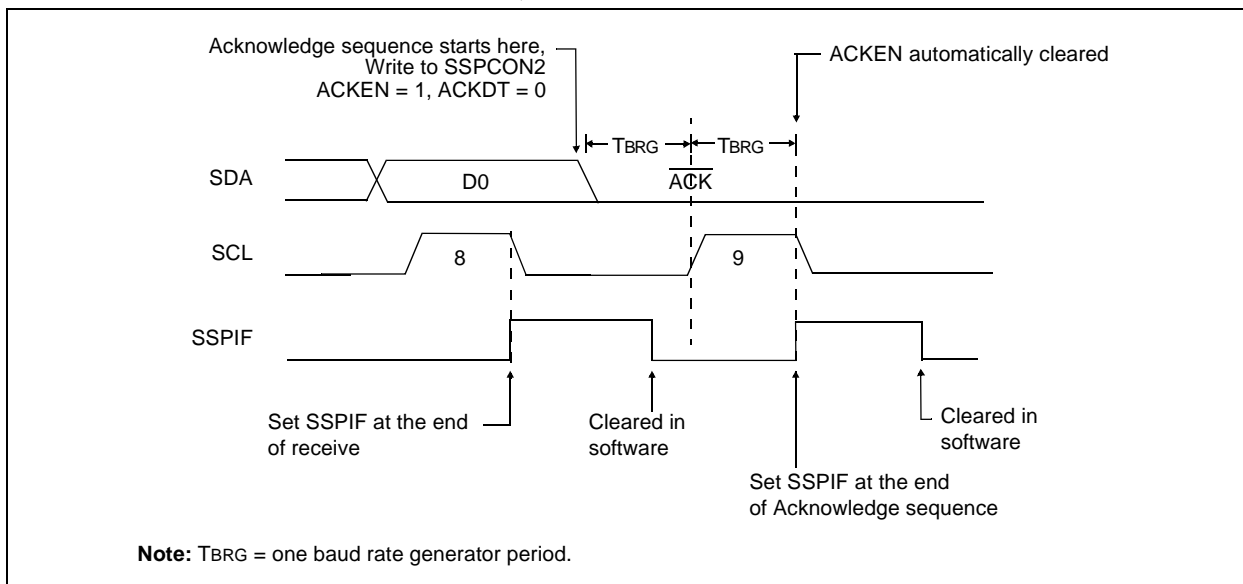 Acknowledge sequence starts here,
Write to SSPCON2
ACKEN = 1, ACKDT = 0
ACKEN automatically cleared
TBRG
TBRG
SDA
D0
ACK
SCL
8
9
SSPIF
Set SSPIF at the end
of receive
Cleared in
software
Cleared in
software
Set SSPIF at the end
of Acknowledge sequence
Note: TBRG = one baud rate generator period.